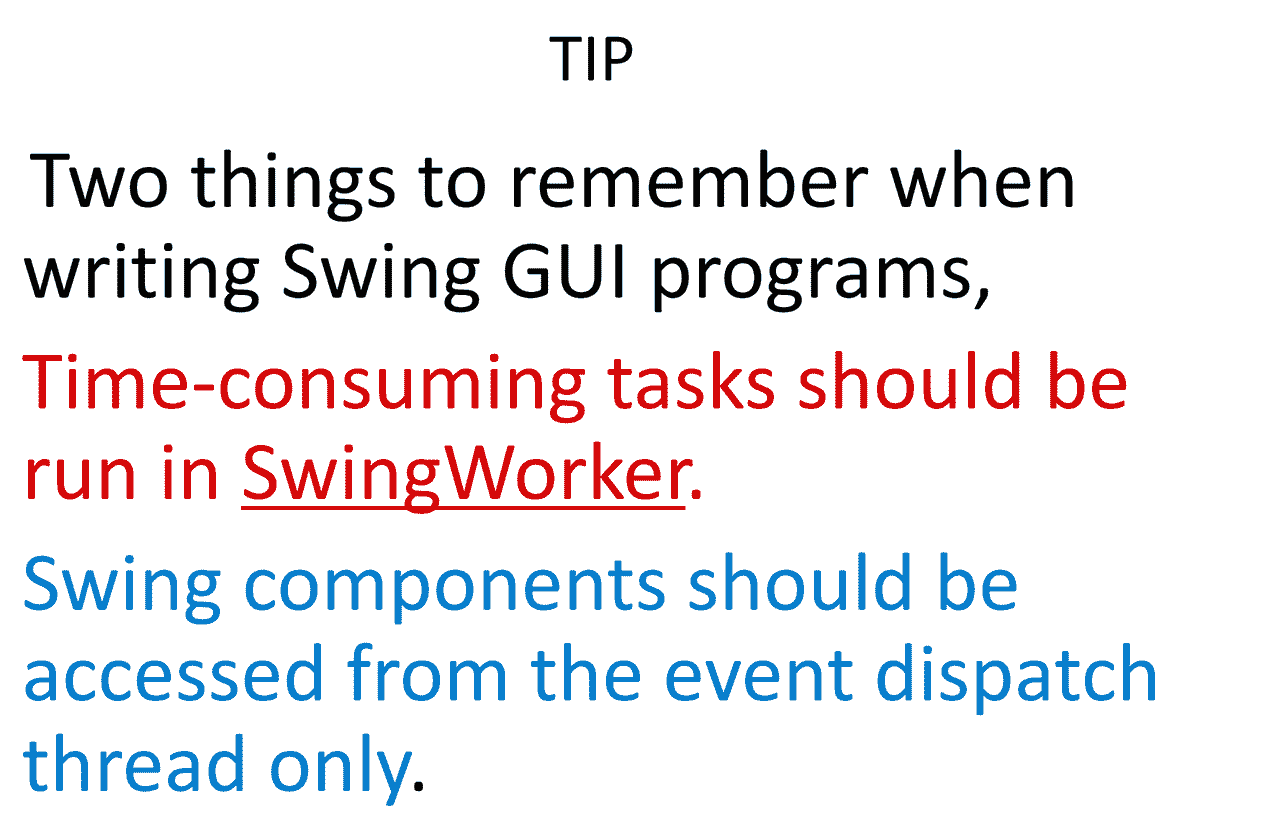 TIP
Two things to remember when
writing Swing GUI programs,
Time-consuming tasks should be
run in SwingWorker.
Swing components should be
accessed from the event dispatch
thread only.